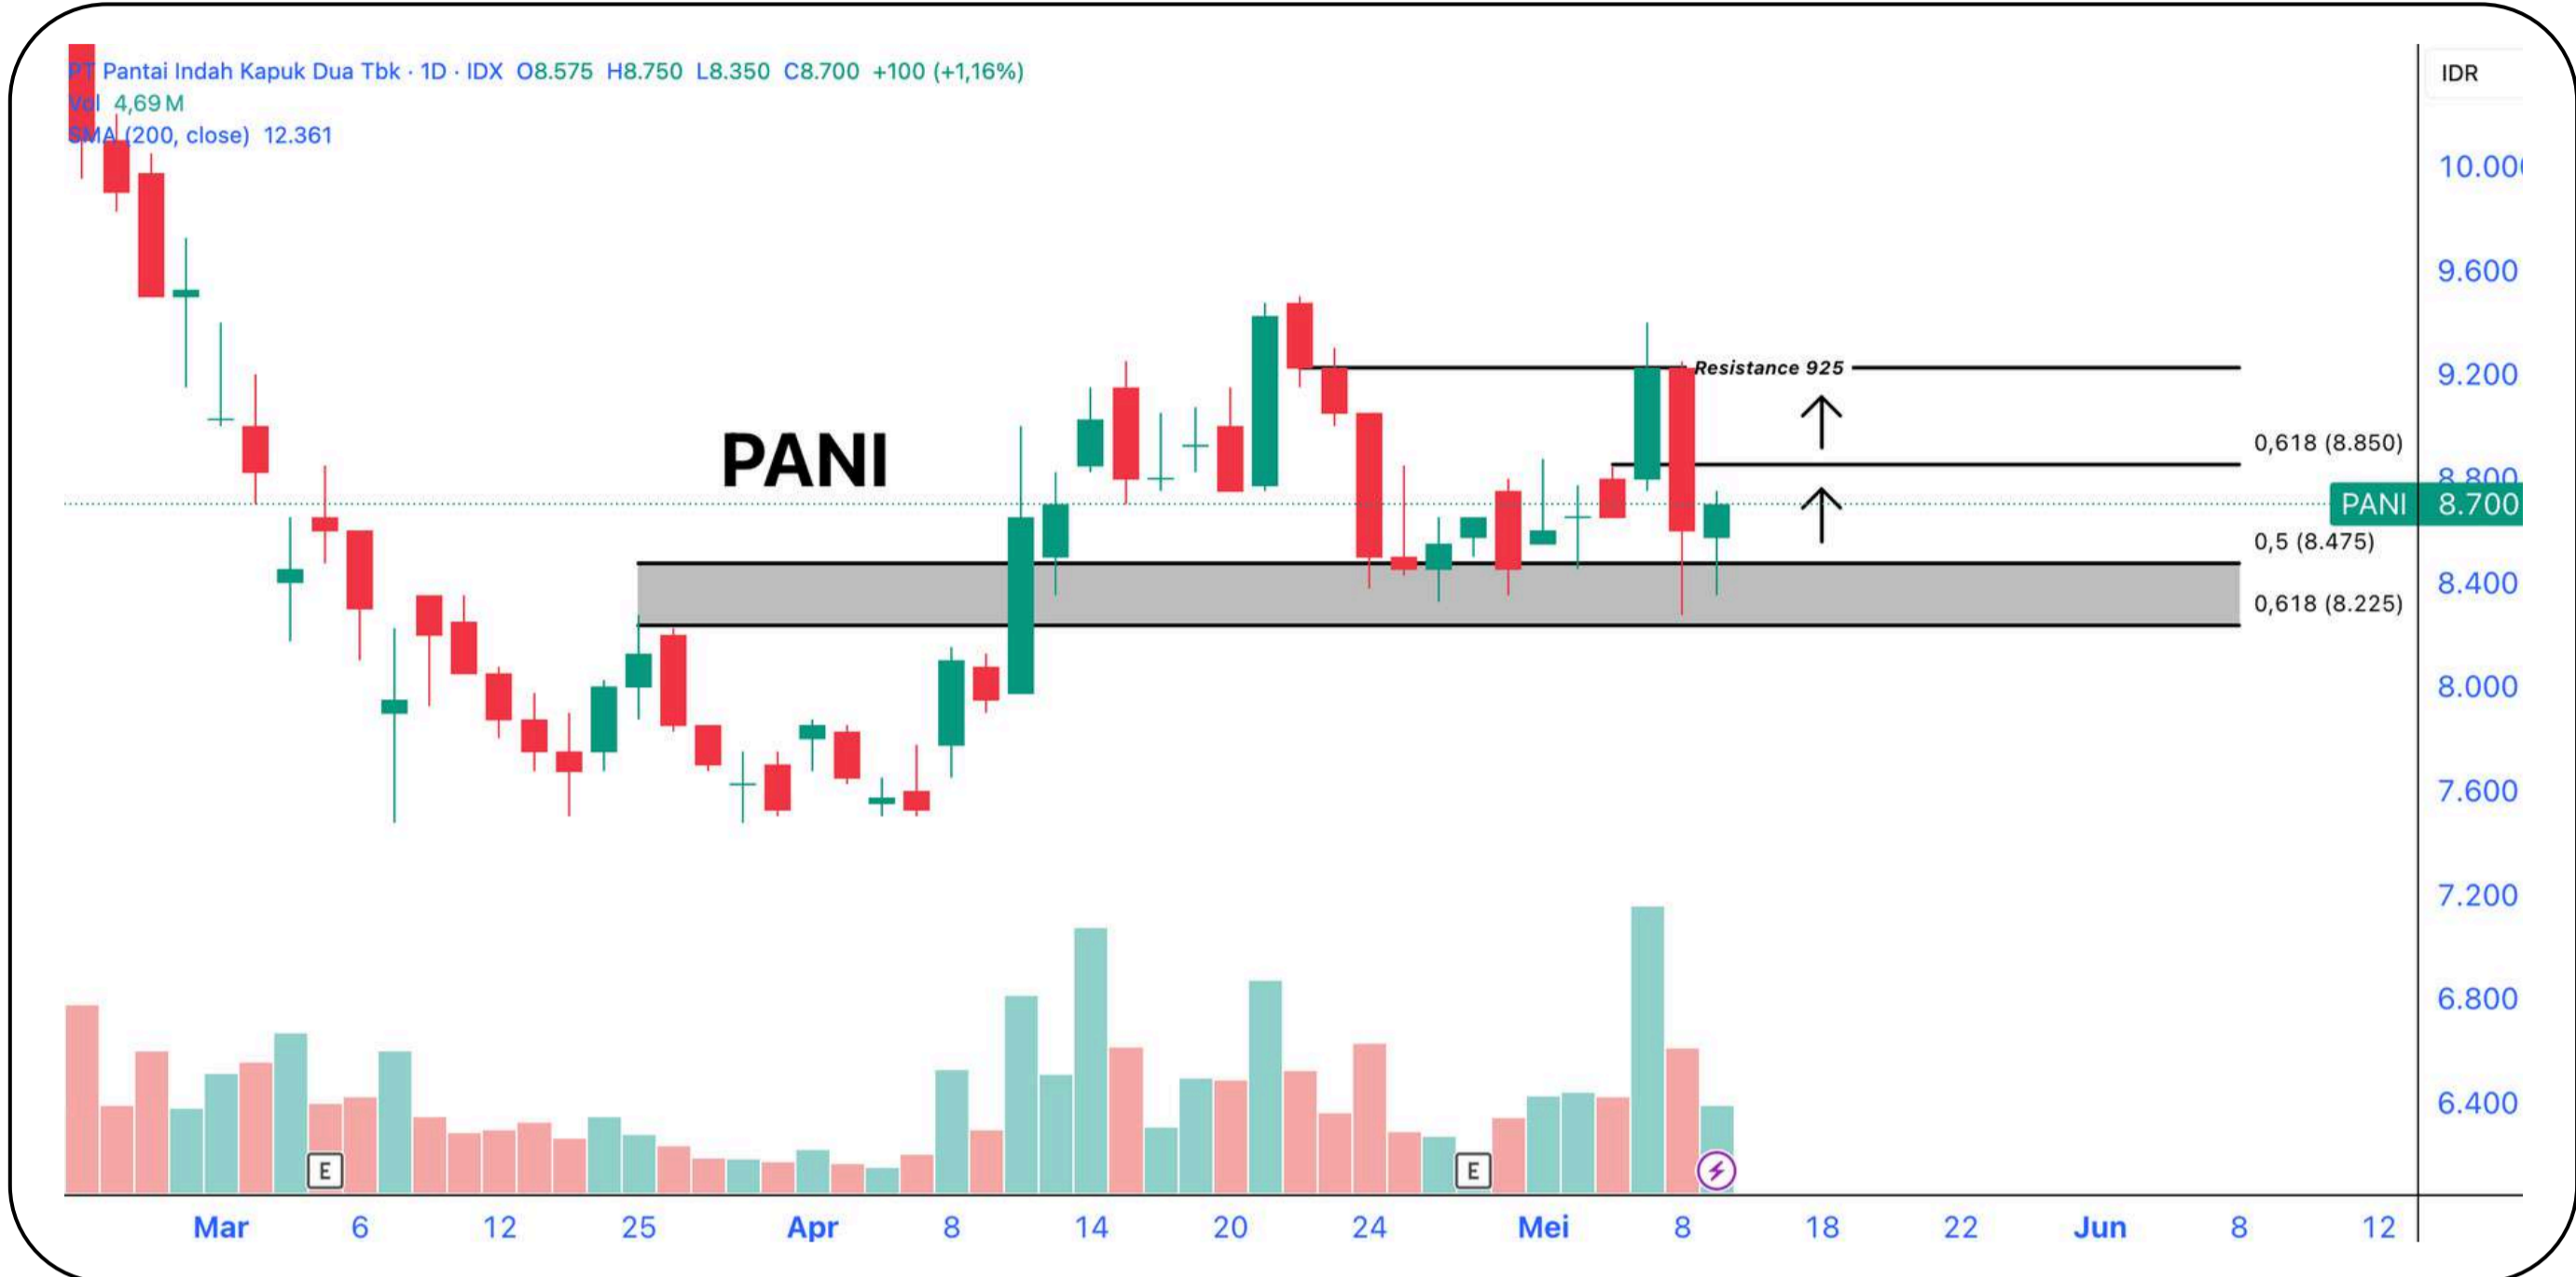 PT Pantai Indah Kapuk Dua Tbk · 1D · IDX O8.575 H8.750 L8.350 C8.700 +100 (+1,16%)
Vol 4,69 M
SMA (200, close) 12.361
IDR
10.00
9.600
Resistance 925
9.200
PANI
0,618 (8.850)
8.800
PANI 8.700
0,5 (8.475)
8.400
0,618 (8.225)
8.000
7.600
7.200
6.800
6.400
E E
Mar 6 12 25 Apr 8 14 20 24 Mei 8 18 22 Jun 8 12